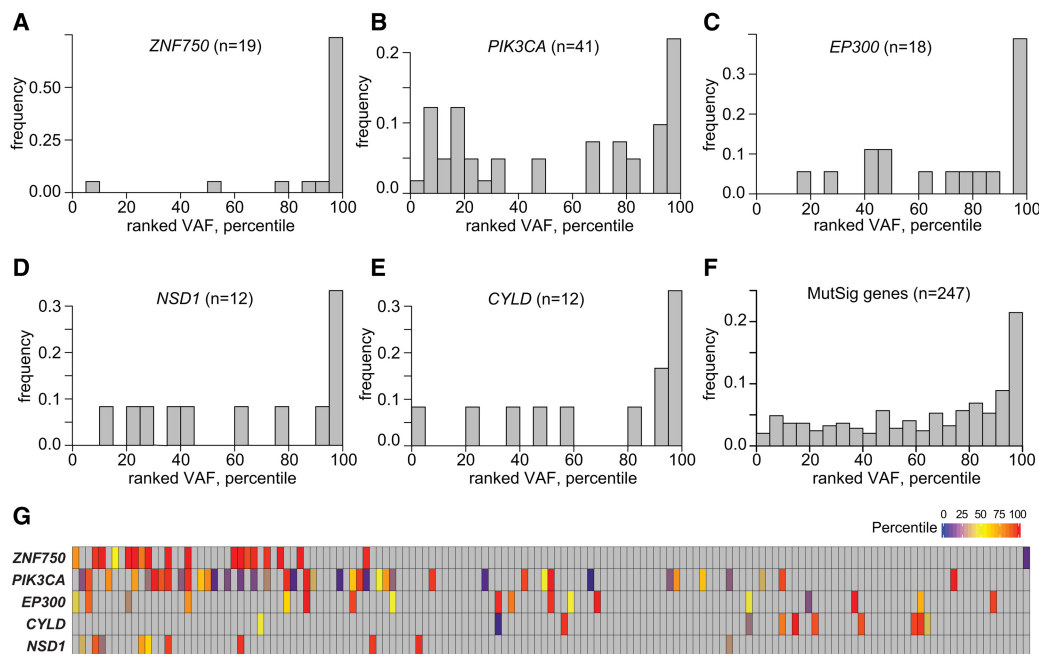 A
ZNF750 (n=19)
frequency
0.50
0.25
0.00
0 20 40 60 80 100
ranked VAF, percentile
B
PIK3CA (n=41)
frequency
0.2
0.1
0.0
0 20 40 60 80 100
ranked VAF, percentile
C
EP300 (n=18)
frequency
0.3
0.2
0.1
0.0
0 20 40 60 80 100
ranked VAF, percentile
D
NSD1 (n=12)
frequency
0.3
0.2
0.1
0.0
0 20 40 60 80 100
ranked VAF, percentile
E
CYLD (n=12)
frequency
0.3
0.2
0.1
0.0
0 20 40 60 80 100
ranked VAF, percentile
F
MutSig genes (n=247)
frequency
0.2
0.1
0.0
0 20 40 60 80 100
ranked VAF, percentile
G
Percentile 0 25 50 75 100
ZNF750
PIK3CA
EP300
CYLD
NSD1